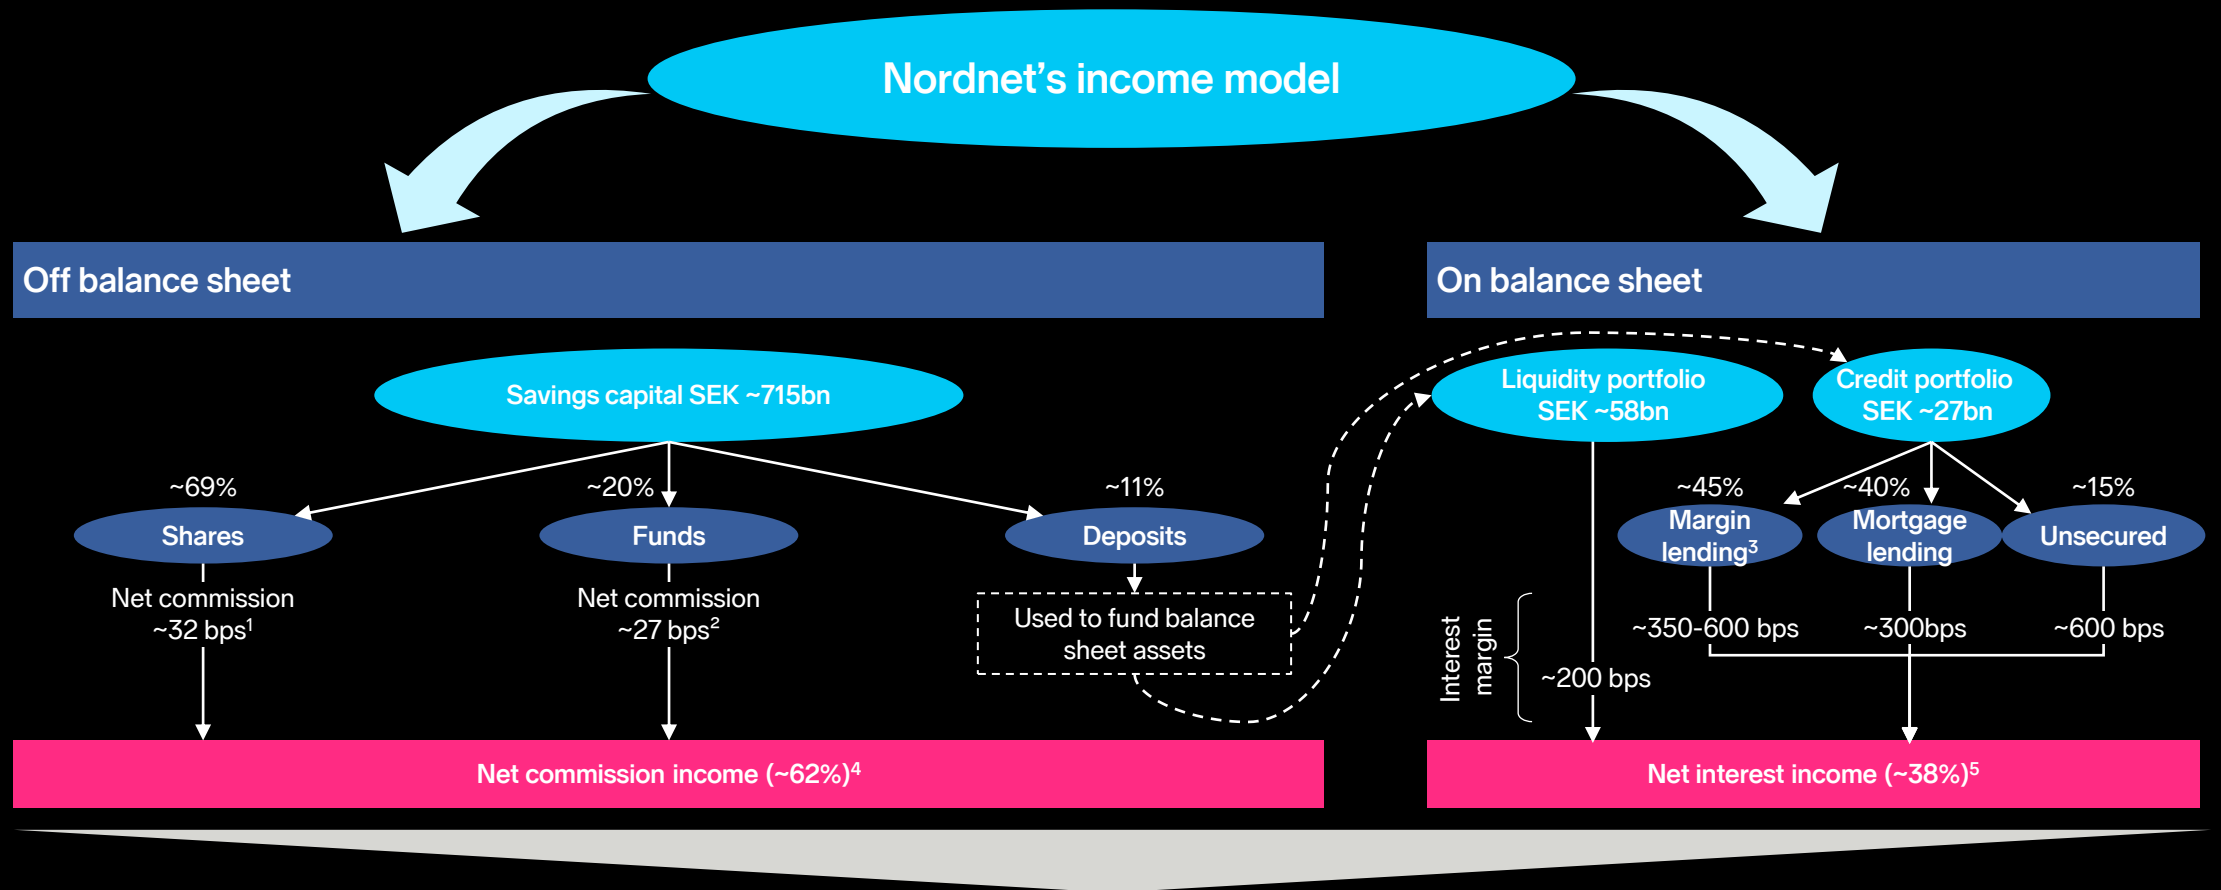 Nordnet's income model
Off balance sheet
On balance sheet
Savings capital SEK ~715bn
Liquidity portfolio
SEK ~58bn
Credit portfolio
SEK ~27bn
~69%
~20%
~11%
~45%
~40%
~15%
Shares
Funds
Deposits
Margin
lending³
Mortgage
lending
Unsecured
Net commission
~32 bps¹
Net commission
~27 bps²
Used to fund balance
sheet assets
Interest
margin
~200 bps
~350-600 bps
~300bps
~600 bps
Net commission income (~62%)⁴
Net interest income (~38%)⁵